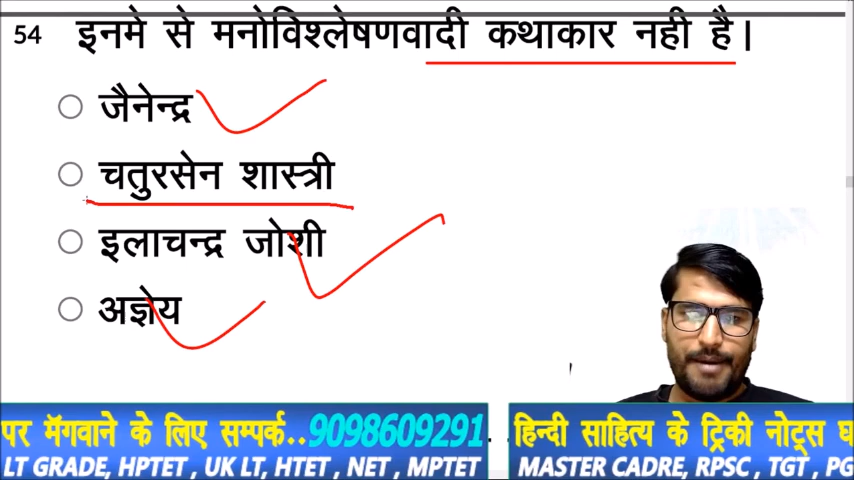 54 इनमे से मनोविश्लेषणवादी कथाकार नही है।
जैनेन्द्र
चतुरसेन शास्त्री
इलाचन्द्र जोशी
अज्ञेय
पर मॅगवाने के लिए सम्पर्क..9098609291. हिन्दी साहित्य के ट्रिकी नोट्स घ
LT GRADE, HPTET , UK LT, HTET , NET , MPTET MASTER CADRE, RPSC , TGT , PG